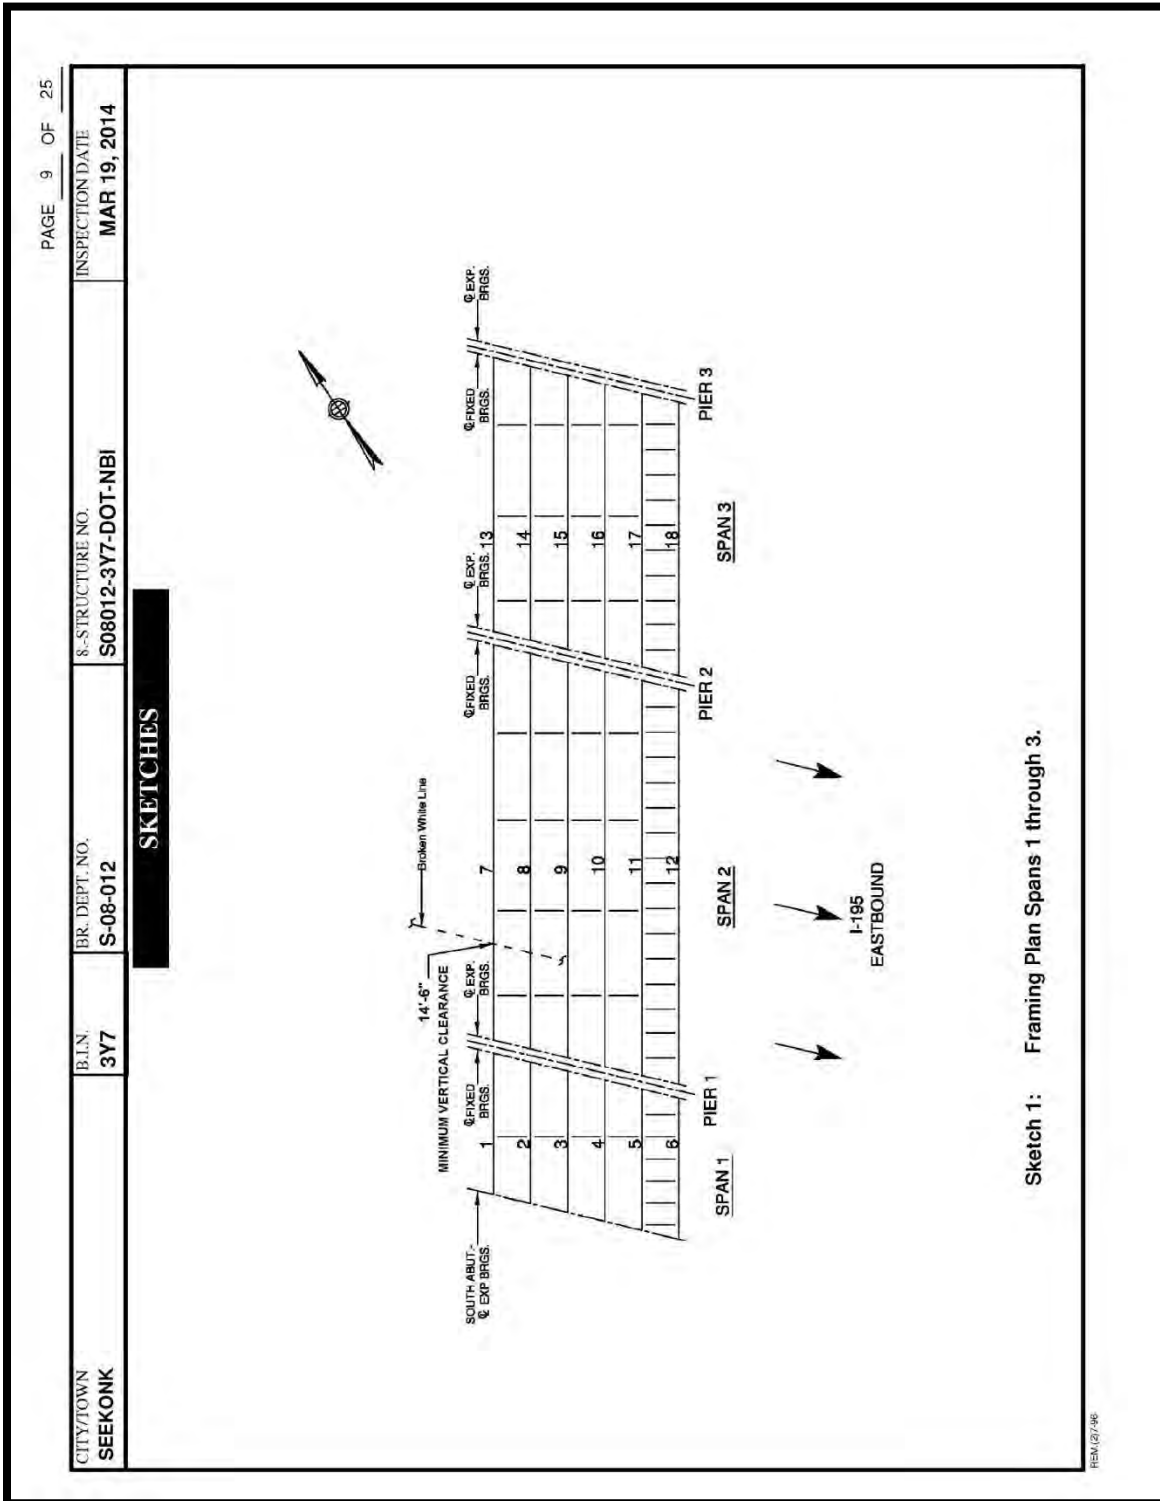 PAGE 9 OF 25
CITY/TOWN
SEEKONK
B.I.N.
3Y7
BR. DEPT. NO.
S-08-012
8.-STRUCTURE NO.
S08012-3Y7-DOT-NBI
INSPECTION DATE
MAR 19, 2014
SKETCHES
Broken White Line
14'-6"
MINIMUM VERTICAL CLEARANCE
SOUTH ABUT.-
℄ EXP BRGS.
℄ FIXED
BRGS.
℄ EXP.
BRGS.
℄ FIXED
BRGS.
℄ EXP.
BRGS.
℄ FIXED
BRGS.
℄ EXP.
BRGS.
1 7 13
2 8 14
3 9 15
4 10 16
5 11 17
6 12 18
PIER 1
PIER 2
PIER 3
SPAN 1
SPAN 2
SPAN 3
I-195
EASTBOUND
Sketch 1: Framing Plan Spans 1 through 3.
REM.(2)7-96